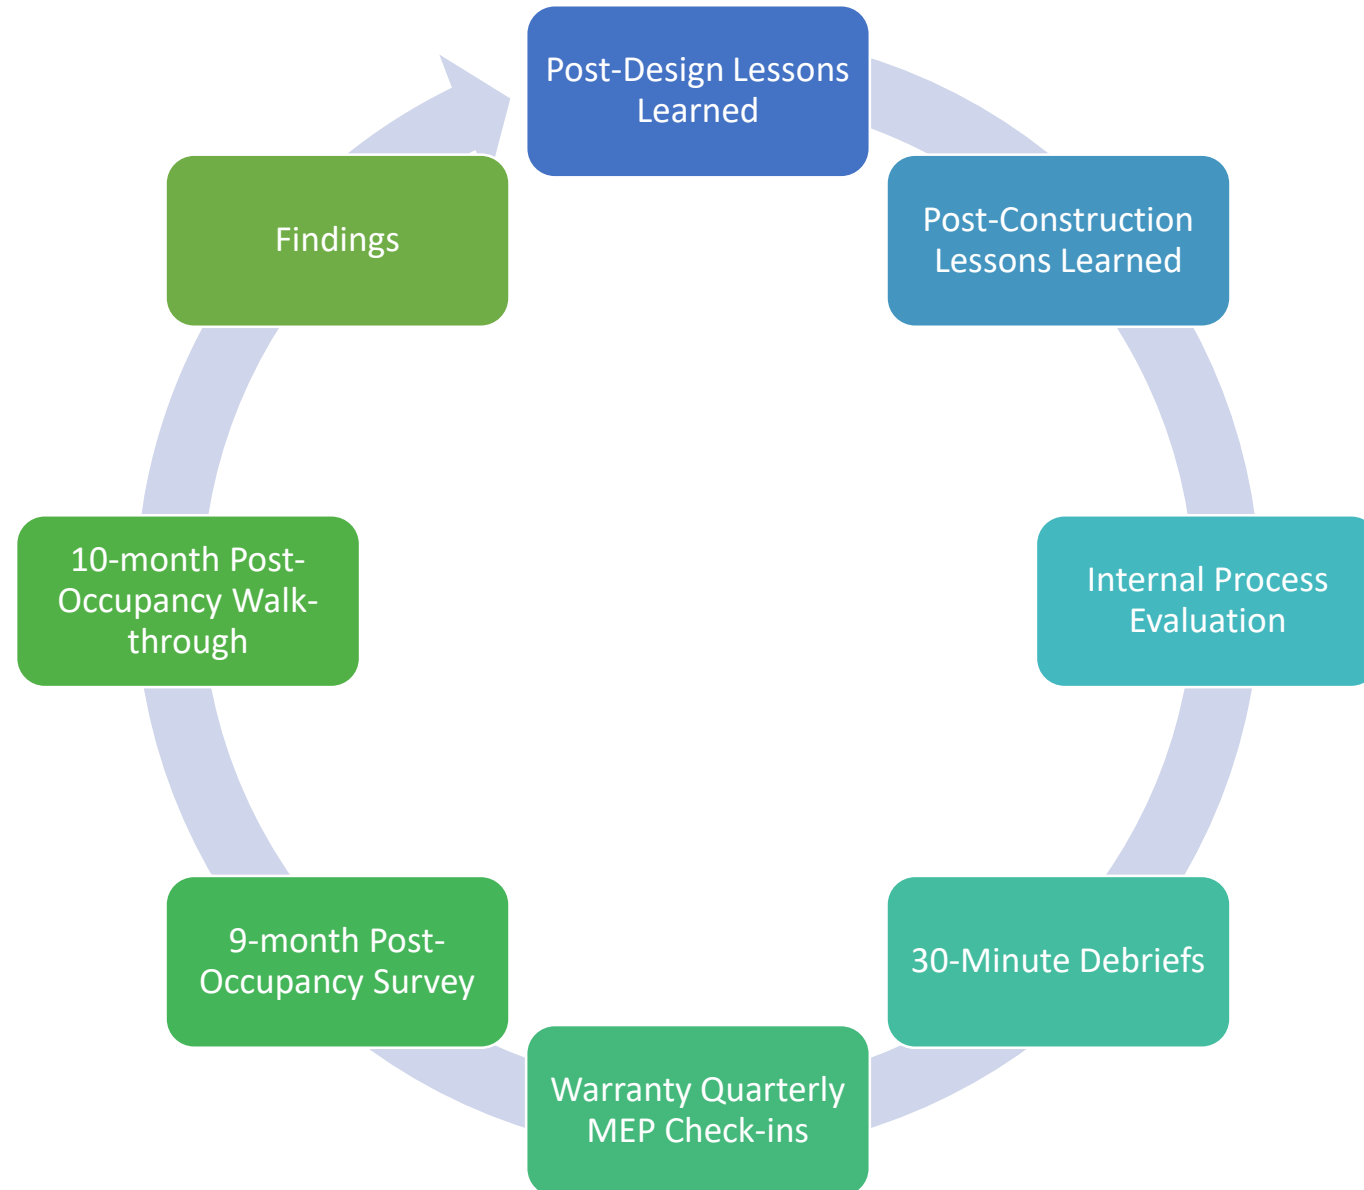 Post-Design Lessons
Learned
Post-Construction
Lessons Learned
Internal Process
Evaluation
30-Minute Debriefs
Warranty Quarterly
MEP Check-ins
9-month Post-
Occupancy Survey
10-month Post-
Occupancy Walk-
through
Findings